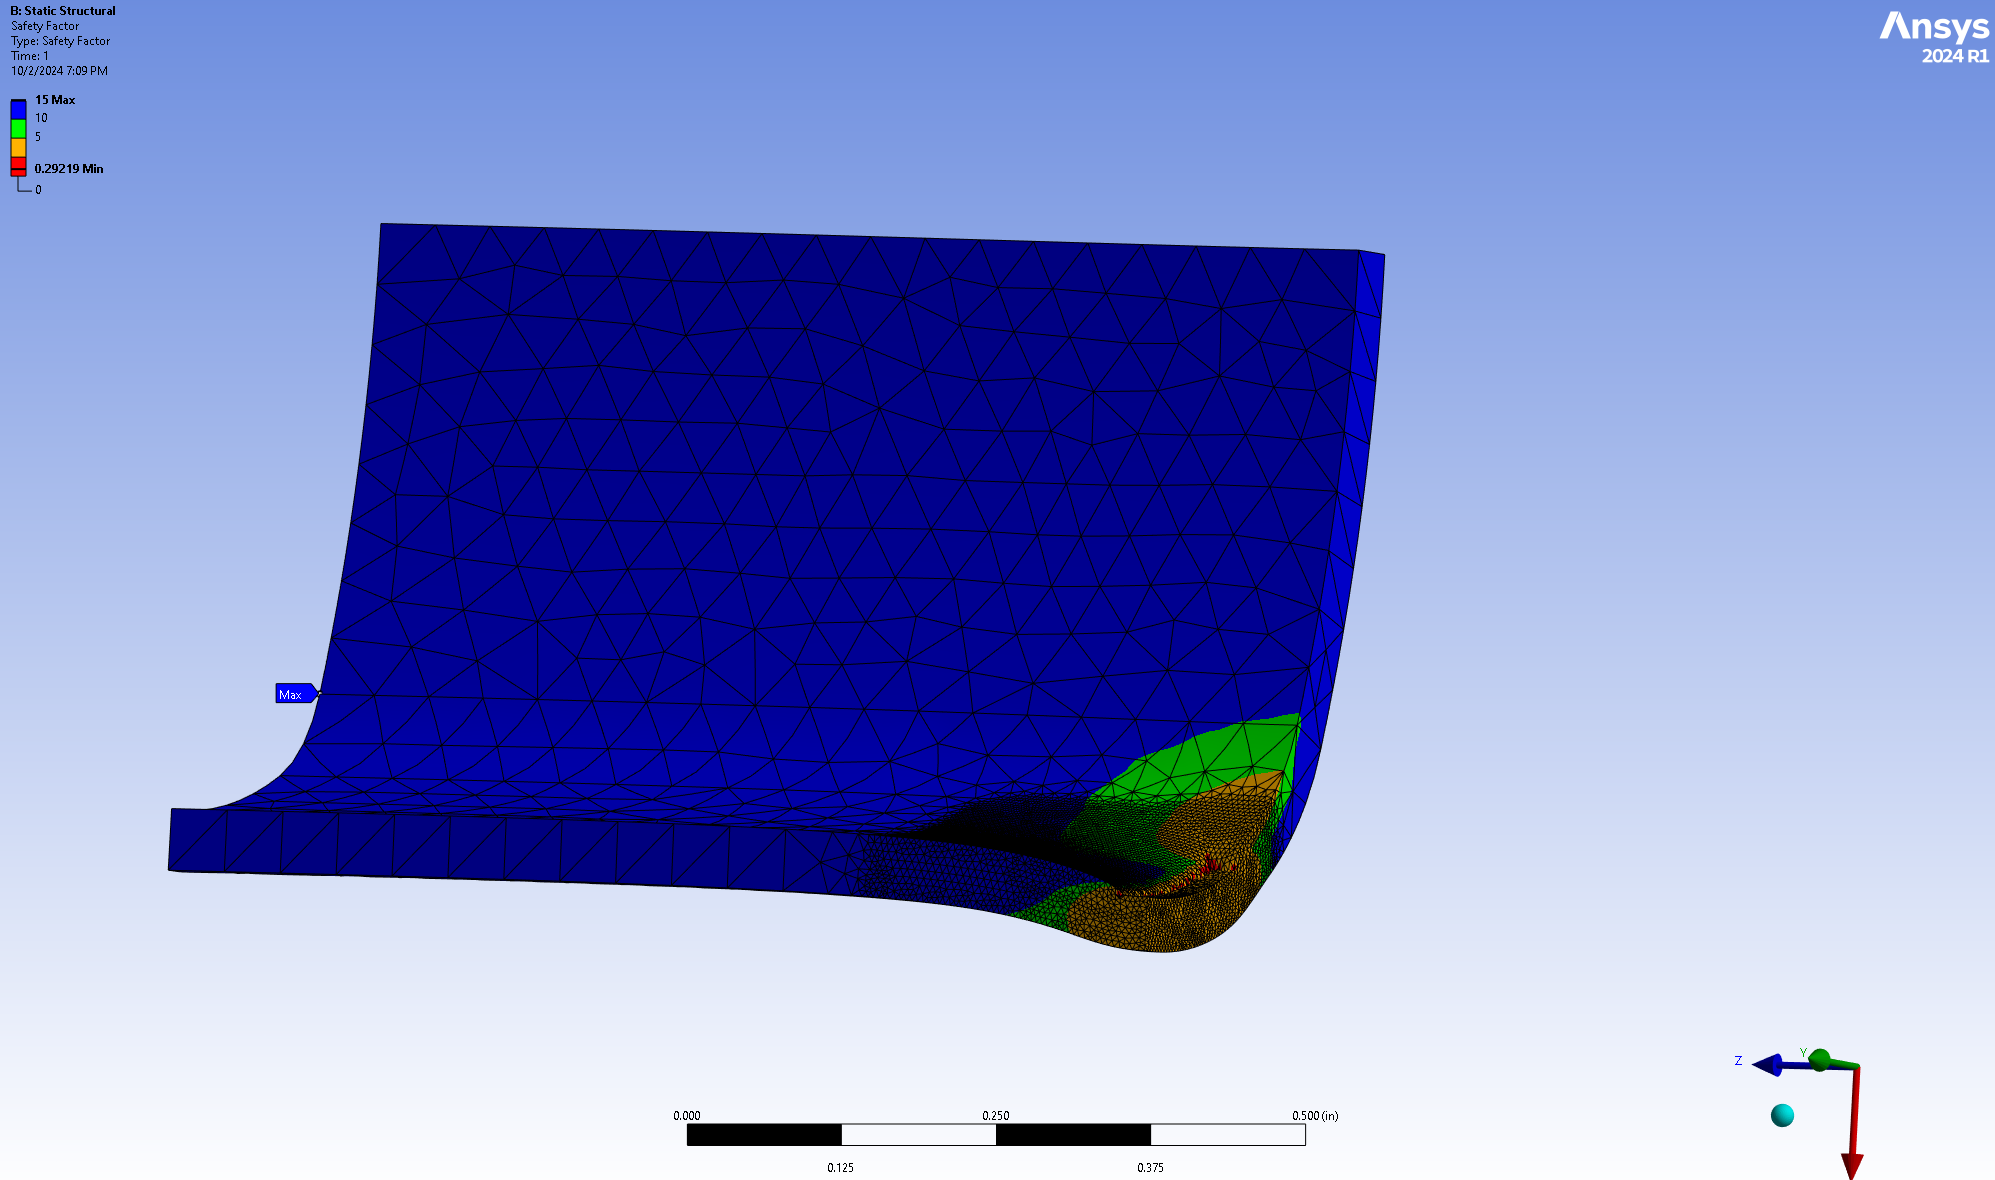 B: Static Structural
Safety Factor
Type: Safety Factor
Time: 1
10/2/2024 7:09 PM
15 Max
10
5
0.29219 Min
0
Ansys
2024 R1
Max
Z
Y
0.000
0.250
0.500 (in)
0.125
0.375